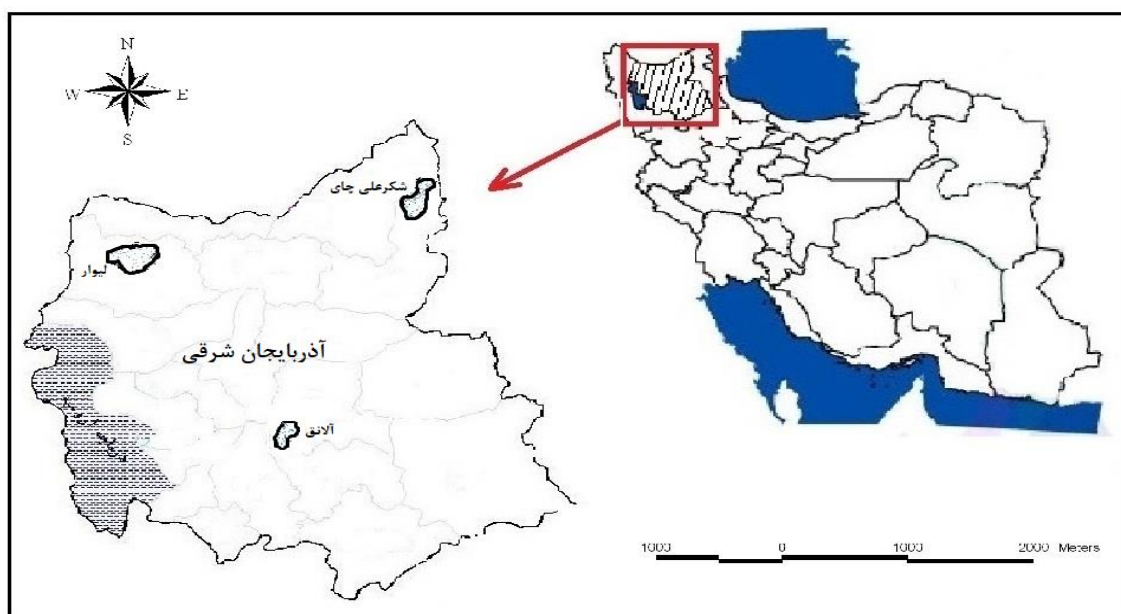 N
W E
S
شکرعلی چای
لیوار
آذربایجان شرقی
آلانق
1000 0 1000 2000 Meters